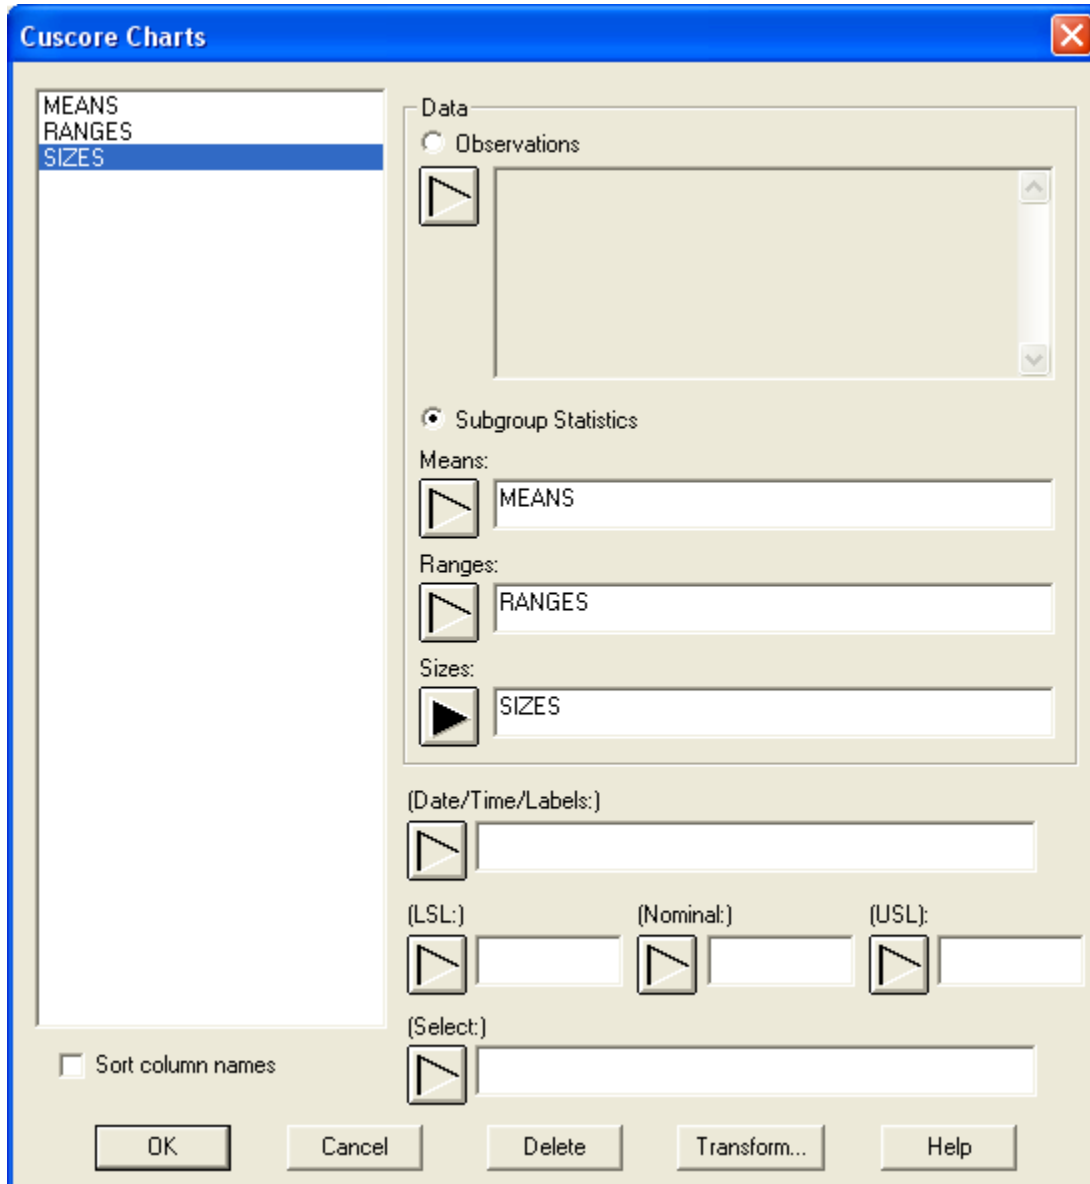 Cuscore Charts
MEANS
RANGES
SIZES
Data
Observations
Subgroup Statistics
Means:
MEANS
Ranges:
RANGES
Sizes:
SIZES
(Date/Time/Labels:)
(LSL:) (Nominal:) (USL):
(Select:)
Sort column names
OK Cancel Delete Transform... Help